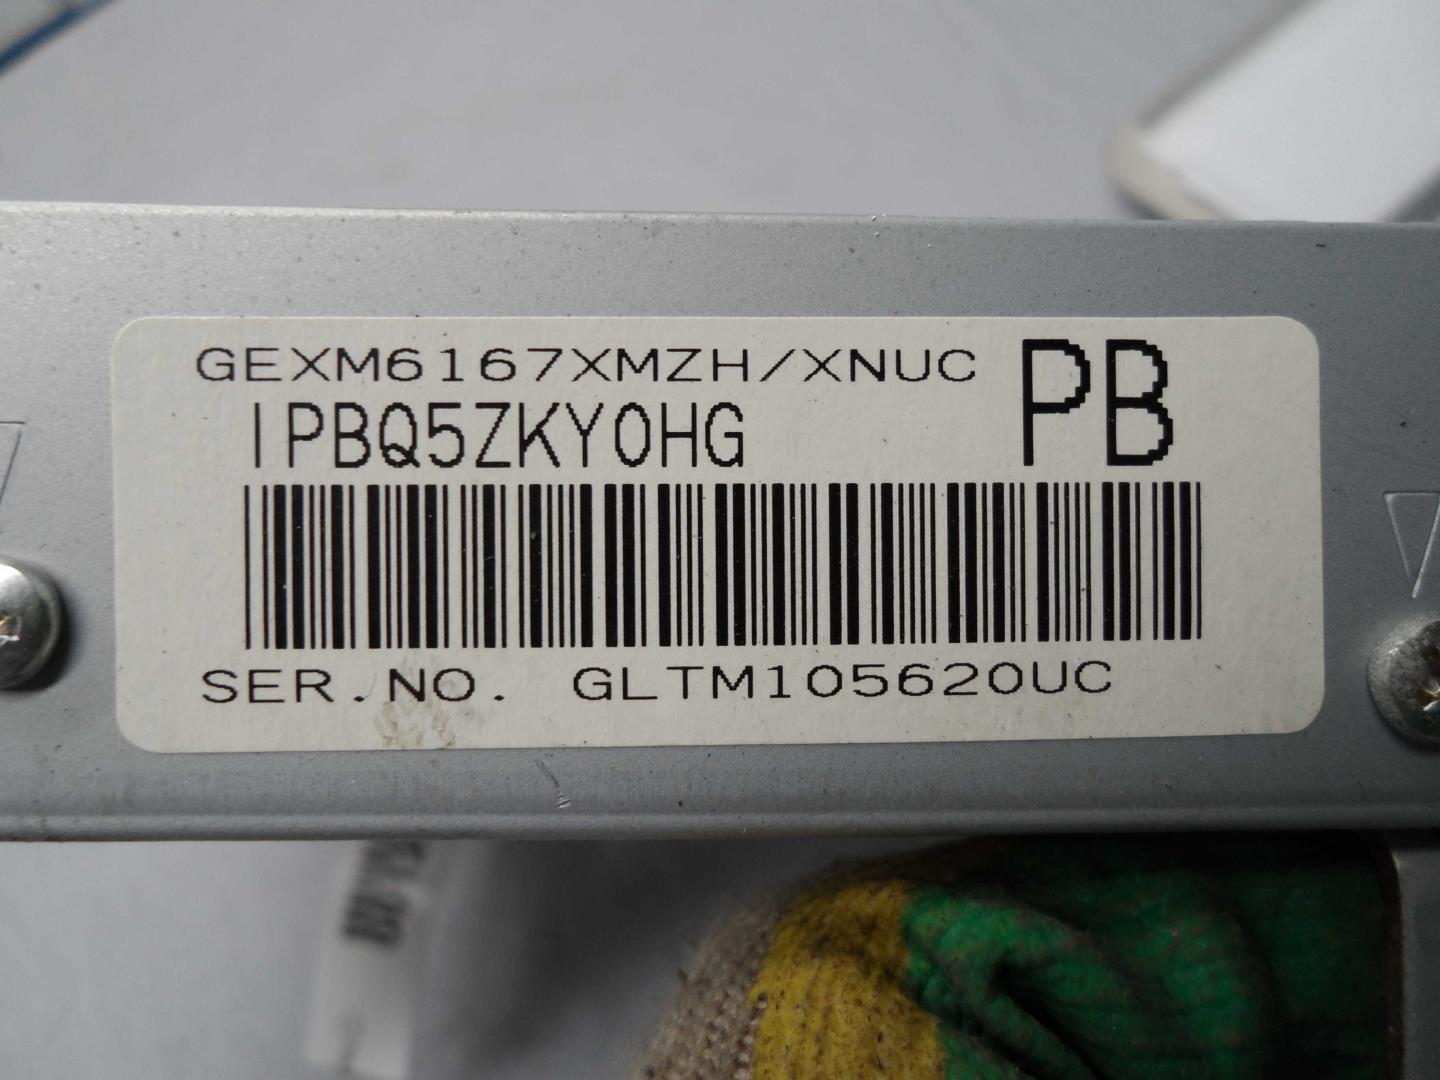 GEXM6167XMZH/XNUC
PB
IPBQ5ZKY0HG
SER.NO. GLTM105620UC